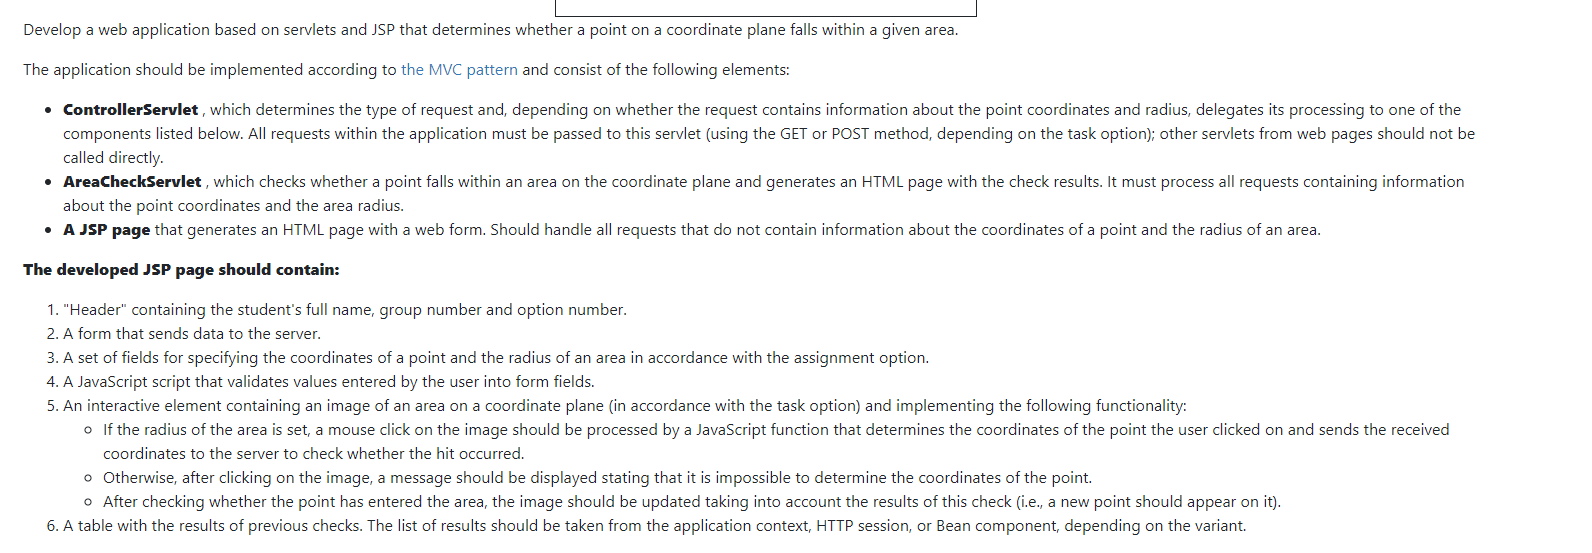 Develop a web application based on servlets and JSP that determines whether a point on a coordinate plane falls within a given area.
The application should be implemented according to the MVC pattern and consist of the following elements:
• ControllerServlet , which determines the type of request and, depending on whether the request contains information about the point coordinates and radius, delegates its processing to one of the
components listed below. All requests within the application must be passed to this servlet (using the GET or POST method, depending on the task option); other servlets from web pages should not be
called directly.
• AreaCheckServlet , which checks whether a point falls within an area on the coordinate plane and generates an HTML page with the check results. It must process all requests containing information
about the point coordinates and the area radius.
• A JSP page that generates an HTML page with a web form. Should handle all requests that do not contain information about the coordinates of a point and the radius of an area.
The developed JSP page should contain:
1. "Header" containing the student's full name, group number and option number.
2. A form that sends data to the server.
3. A set of fields for specifying the coordinates of a point and the radius of an area in accordance with the assignment option.
4. A JavaScript script that validates values entered by the user into form fields.
5. An interactive element containing an image of an area on a coordinate plane (in accordance with the task option) and implementing the following functionality:
○ If the radius of the area is set, a mouse click on the image should be processed by a JavaScript function that determines the coordinates of the point the user clicked on and sends the received
coordinates to the server to check whether the hit occurred.
○ Otherwise, after clicking on the image, a message should be displayed stating that it is impossible to determine the coordinates of the point.
○ After checking whether the point has entered the area, the image should be updated taking into account the results of this check (i.e., a new point should appear on it).
6. A table with the results of previous checks. The list of results should be taken from the application context, HTTP session, or Bean component, depending on the variant.